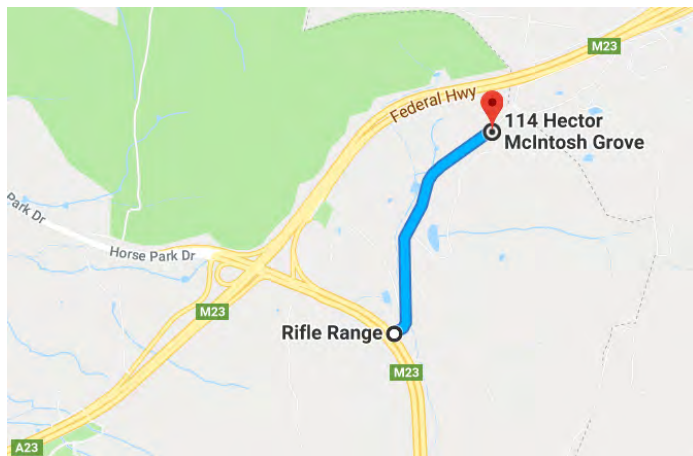 M23
Federal Hwy
114 Hector
McIntosh Grove
Park Dr
Horse Park Dr
M23
Rifle Range
M23
A23